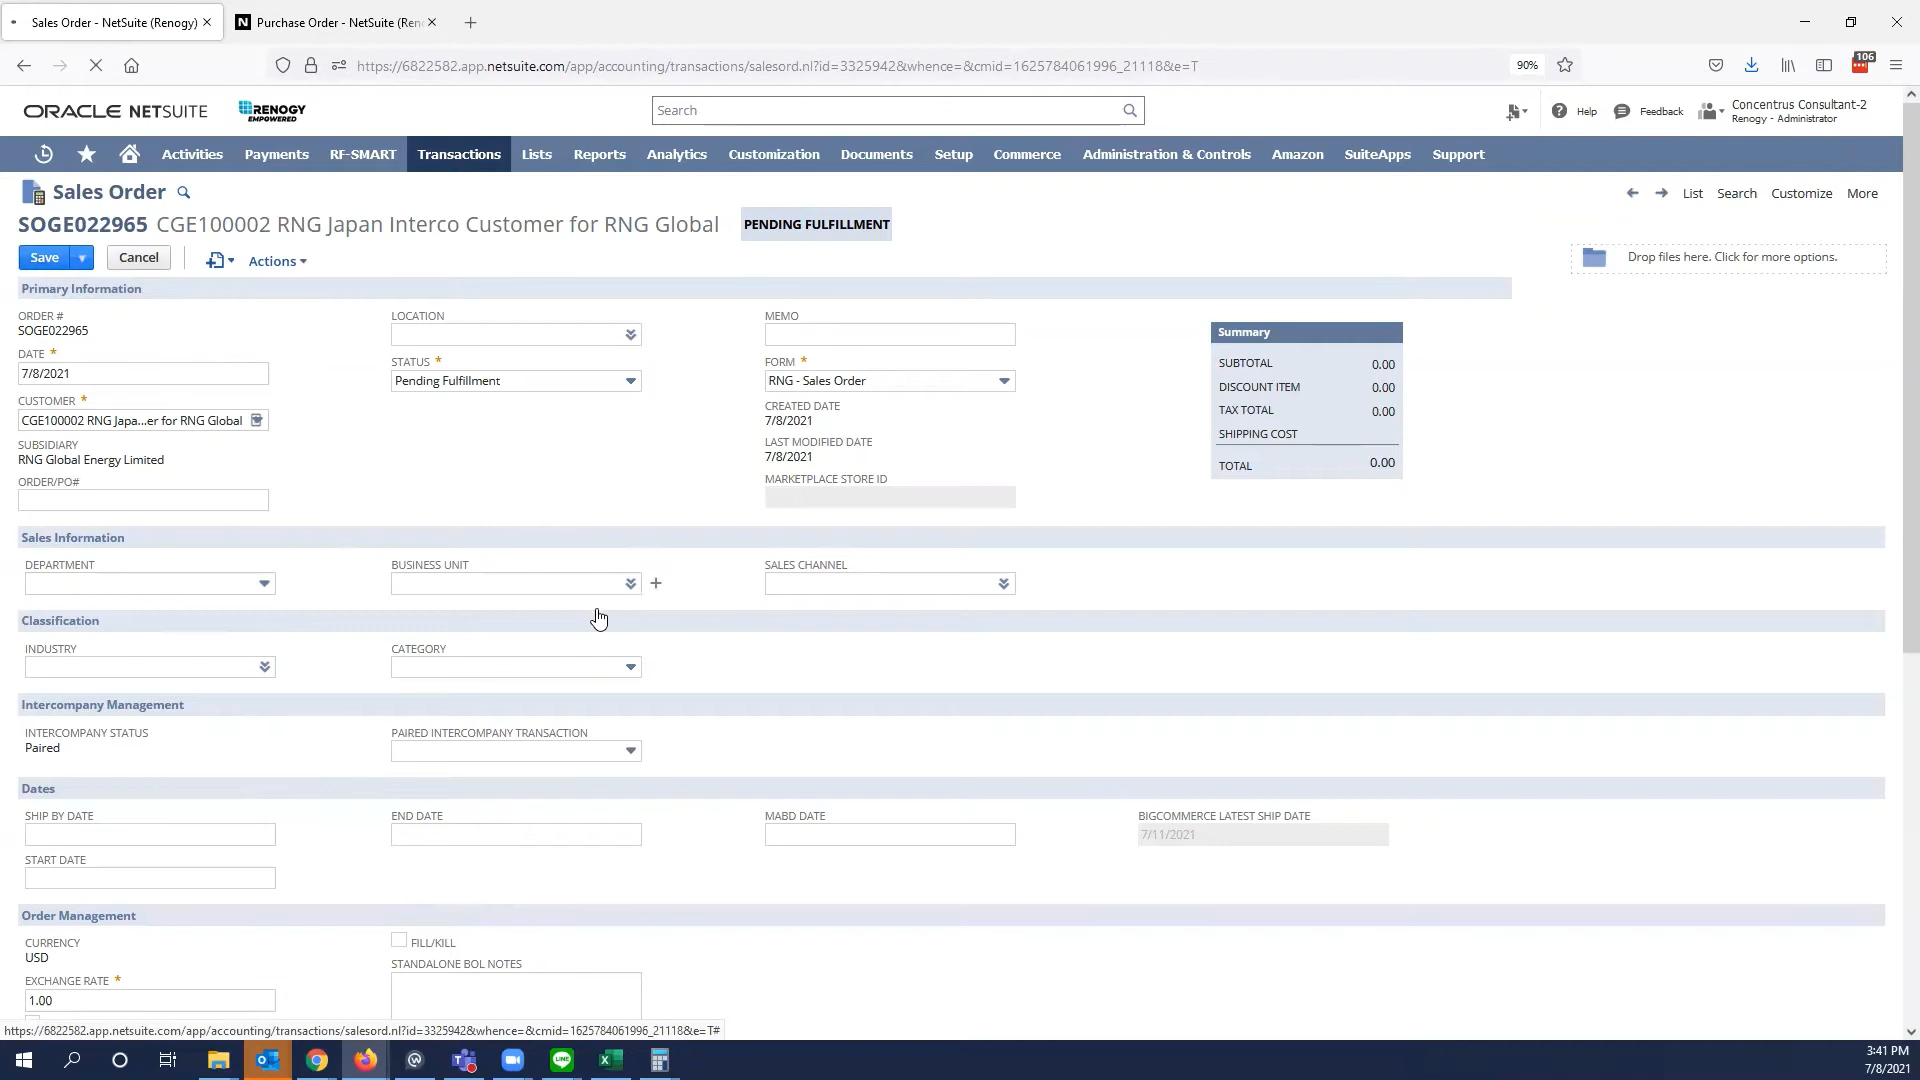 Sales Order - NetSuite (Renogy)
Purchase Order - NetSuite (Ren
https://6822582.app.netsuite.com/app/accounting/transactions/salesord.nl?id=3325942&whence=&cmid=1625784061996_21118&e=T
90%
106
ORACLE NETSUITE
RENOGY
EMPOWERED
Search
Help
Feedback
Concentrus Consultant-2
Renogy - Administrator
Activities Payments RF-SMART Transactions Lists Reports Analytics Customization Documents Setup Commerce Administration & Controls Amazon SuiteApps Support
Sales Order
List Search Customize More
SOGE022965 CGE100002 RNG Japan Interco Customer for RNG Global PENDING FULFILLMENT
Save Cancel Actions
Drop files here. Click for more options.
Primary Information
ORDER #
SOGE022965
DATE *
7/8/2021
CUSTOMER *
CGE100002 RNG Japa...er for RNG Global
SUBSIDIARY
RNG Global Energy Limited
ORDER/PO#
LOCATION
STATUS *
Pending Fulfillment
MEMO
FORM *
RNG - Sales Order
CREATED DATE
7/8/2021
LAST MODIFIED DATE
7/8/2021
MARKETPLACE STORE ID
Summary
SUBTOTAL 0.00
DISCOUNT ITEM 0.00
TAX TOTAL 0.00
SHIPPING COST
TOTAL 0.00
Sales Information
DEPARTMENT
BUSINESS UNIT
SALES CHANNEL
Classification
INDUSTRY
CATEGORY
Intercompany Management
INTERCOMPANY STATUS
Paired
PAIRED INTERCOMPANY TRANSACTION
Dates
SHIP BY DATE
END DATE
MABD DATE
BIGCOMMERCE LATEST SHIP DATE
7/11/2021
START DATE
Order Management
CURRENCY
USD
EXCHANGE RATE *
1.00
FILL/KILL
STANDALONE BOL NOTES
https://6822582.app.netsuite.com/app/accounting/transactions/salesord.nl?id=3325942&whence=&cmid=1625784061996_21118&e=T#
3:41 PM
7/8/2021